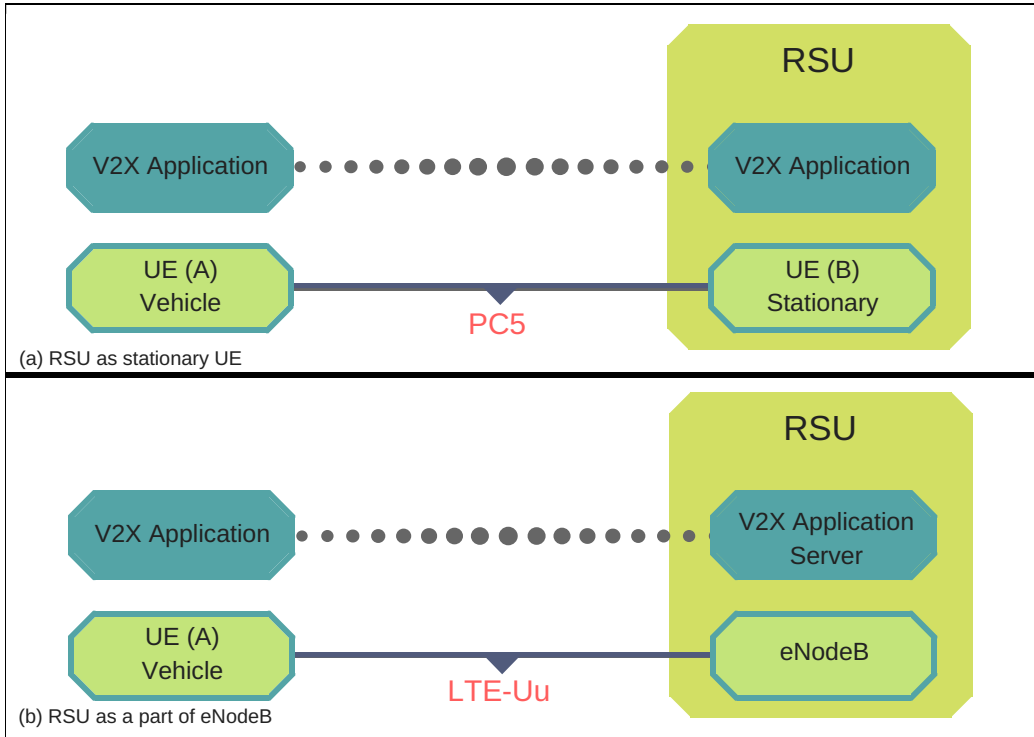 RSU
V2X Application
V2X Application
UE (A)
Vehicle
UE (B)
Stationary
PC5
(a) RSU as stationary UE
RSU
V2X Application
V2X Application
Server
UE (A)
Vehicle
eNodeB
LTE-Uu
(b) RSU as a part of eNodeB